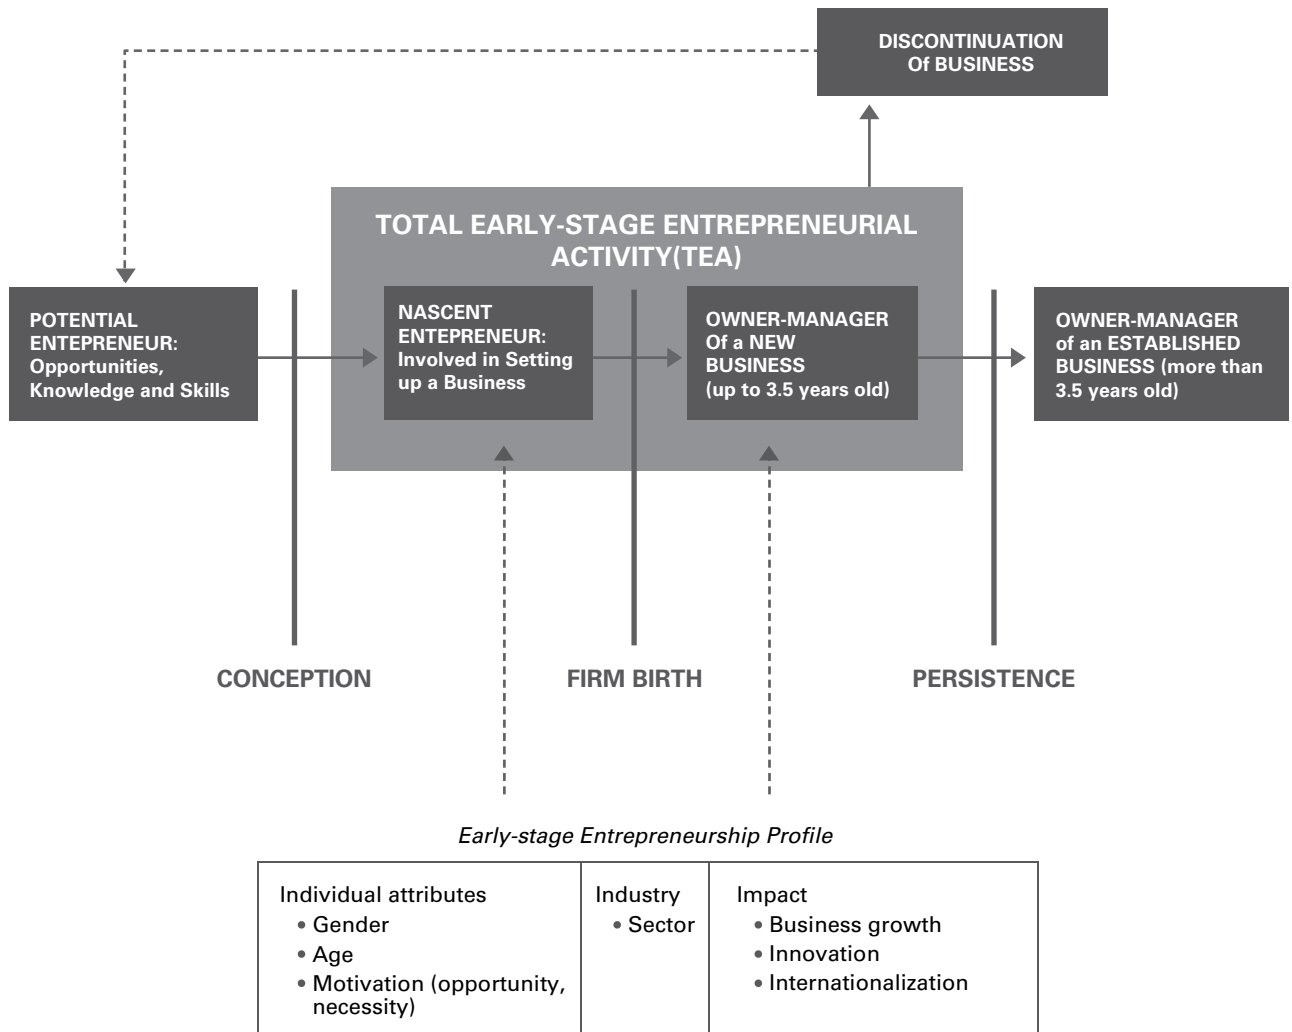 DISCONTINUATION
Of BUSINESS
TOTAL EARLY-STAGE ENTREPRENEURIAL
ACTIVITY(TEA)
POTENTIAL
ENTEPRENEUR:
Opportunities,
Knowledge and Skills
NASCENT
ENTEPRENEUR:
Involved in Setting
up a Business
OWNER-MANAGER
Of a NEW
BUSINESS
(up to 3.5 years old)
OWNER-MANAGER
of an ESTABLISHED
BUSINESS (more than
3.5 years old)
CONCEPTION
FIRM BIRTH
PERSISTENCE
Early-stage Entrepreneurship Profile
Individual attributes
• Gender
• Age
• Motivation (opportunity,
necessity)
Industry
• Sector
Impact
• Business growth
• Innovation
• Internationalization